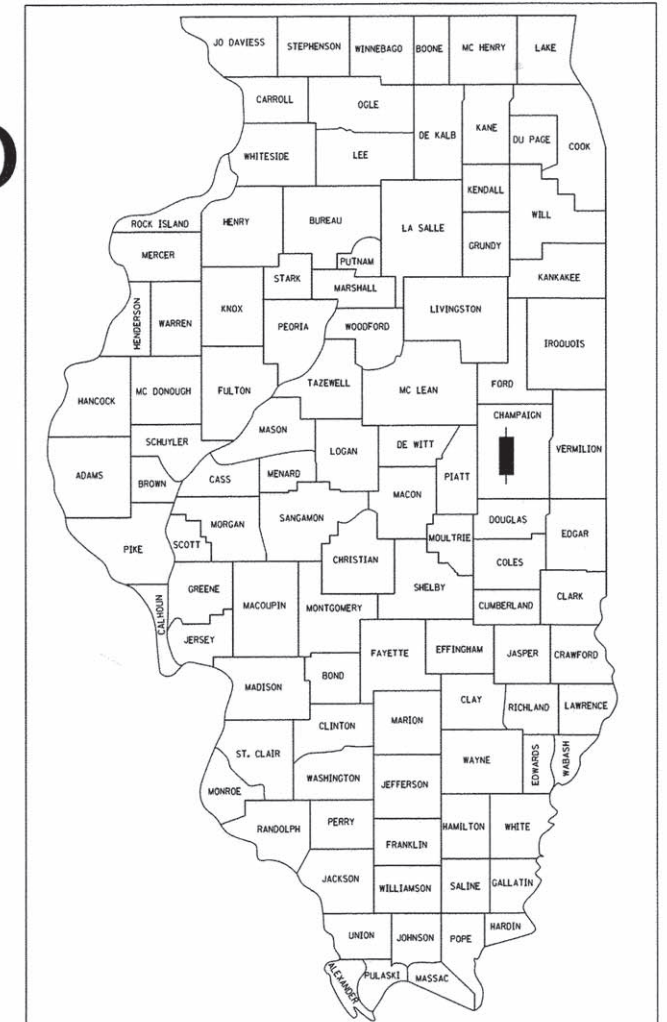 JO DAVIESS
STEPHENSON
WINNEBAGO
BOONE
MC HENRY
LAKE
CARROLL
OGLE
DE KALB
KANE
DU PAGE
COOK
WHITESIDE
LEE
KENDALL
ROCK ISLAND
HENRY
BUREAU
LA SALLE
WILL
MERCER
PUTNAM
GRUNDY
STARK
MARSHALL
KANKAKEE
HENDERSON
WARREN
KNOX
PEORIA
WOODFORD
LIVINGSTON
IROQUOIS
HANCOCK
MC DONOUGH
FULTON
TAZEWELL
MC LEAN
FORD
CHAMPAIGN
MASON
SCHUYLER
LOGAN
DE WITT
VERMILION
ADAMS
BROWN
CASS
MENARD
PIATT
MACON
PIKE
SCOTT
MORGAN
SANGAMON
DOUGLAS
MOULTRIE
EDGAR
CHRISTIAN
COLES
CALHOUN
GREENE
MACOUPIN
MONTGOMERY
SHELBY
CUMBERLAND
CLARK
JERSEY
FAYETTE
EFFINGHAM
JASPER
CRAWFORD
MADISON
BOND
CLAY
RICHLAND
LAWRENCE
CLINTON
MARION
ST. CLAIR
WAYNE
EDWARDS
WABASH
WASHINGTON
JEFFERSON
MONROE
RANDOLPH
PERRY
HAMILTON
WHITE
FRANKLIN
JACKSON
WILLIAMSON
SALINE
GALLATIN
UNION
JOHNSON
POPE
HARDIN
ALEXANDER
PULASKI
MASSAC